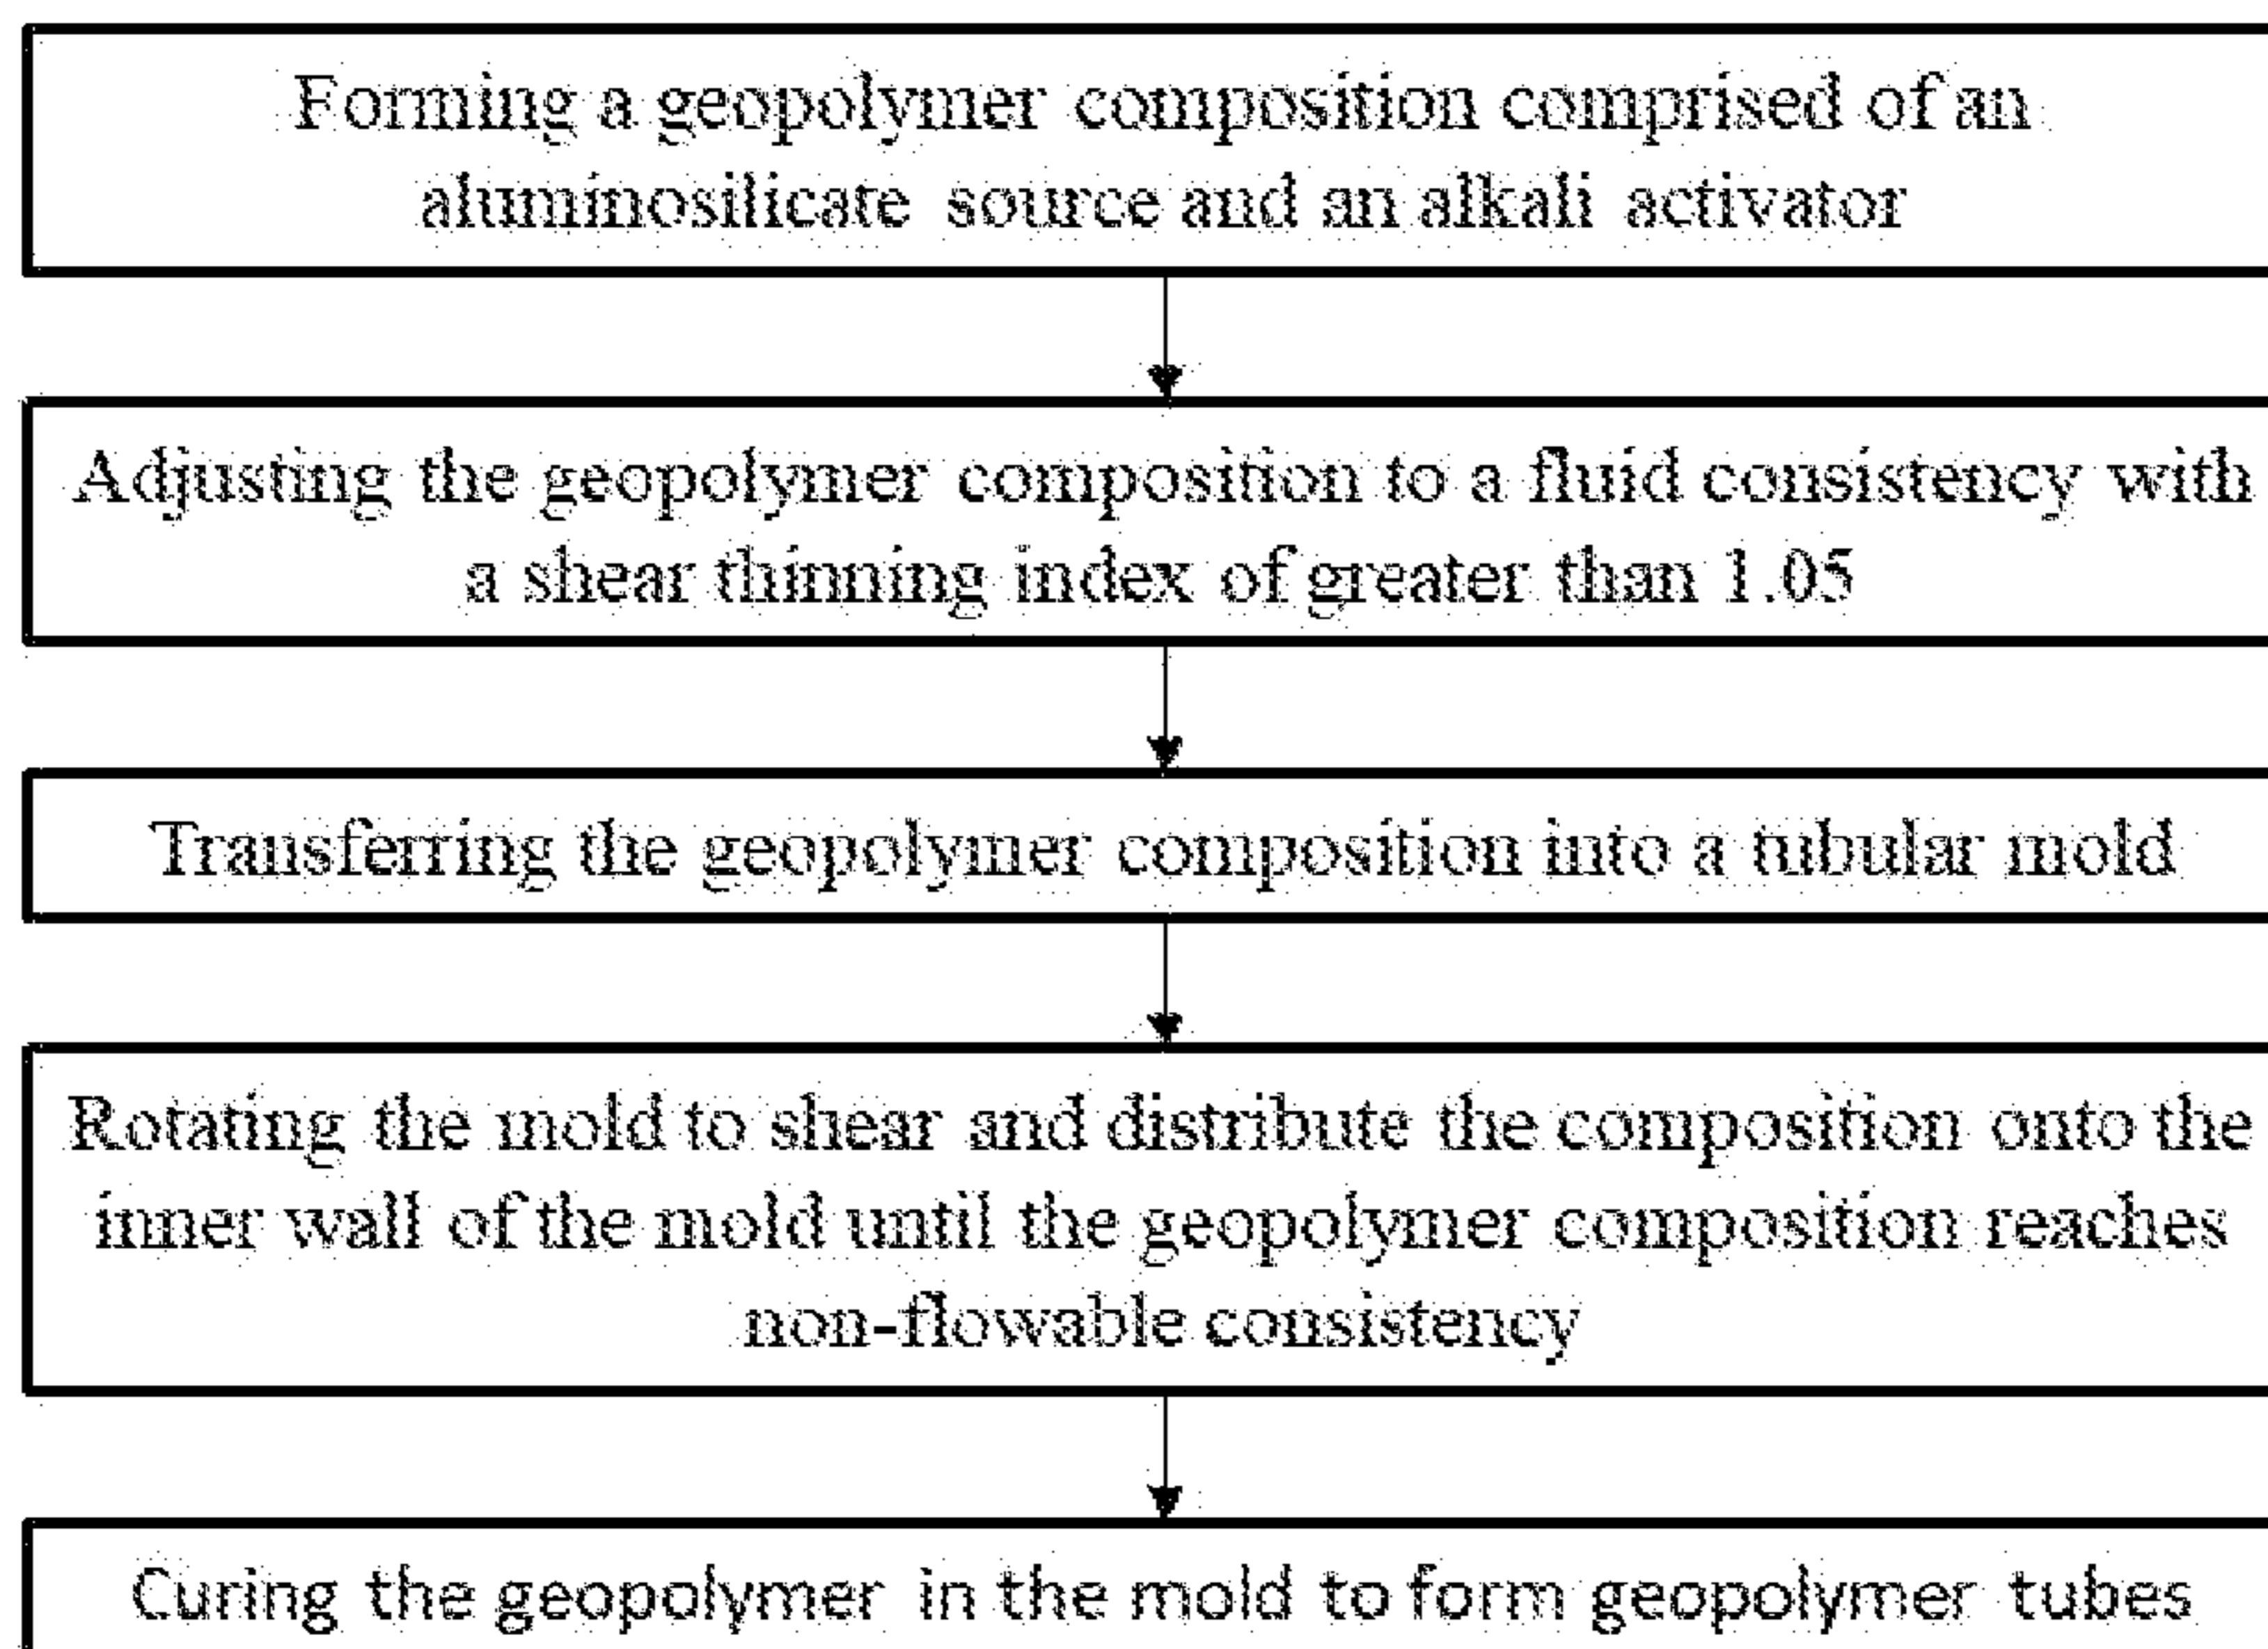 Forming a geopolymer composition comprised of an
aluminosilicate source and an alkali activator
Adjusting the geopolymer composition to a fluid consistency with
a shear thinning index of greater than 1.05
Transferring the geopolymer composition into a tubular mold
Rotating the mold to shear and distribute the composition onto the
inner wall of the mold until the geopolymer composition reaches
non-flowable consistency
Curing the geopolymer in the mold to form geopolymer tubes